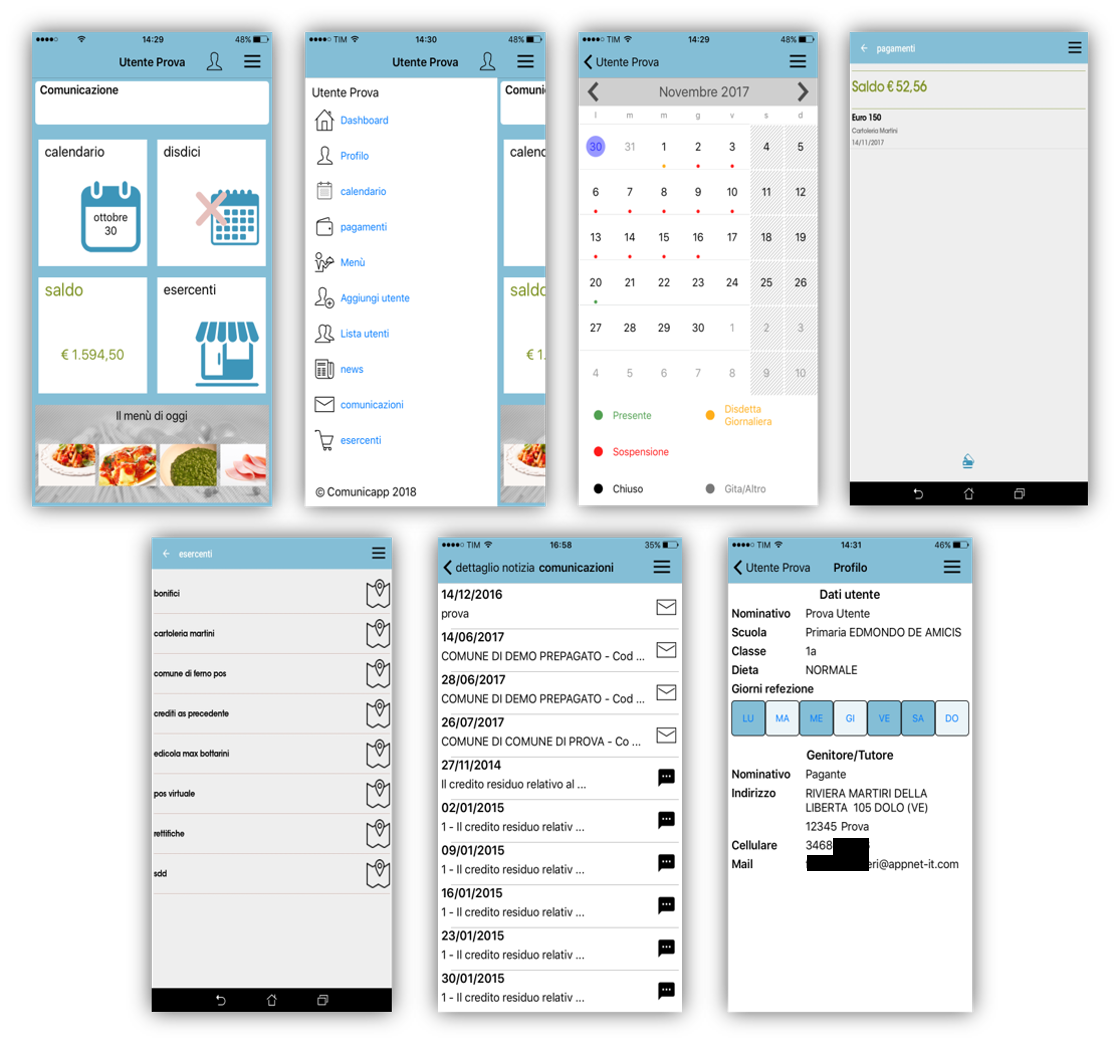 14:29 48%
Utente Prova
Comunicazione
calendario
disdici
ottobre
30
saldo
esercenti
€ 1.594,50
Il menù di oggi
TIM 14:30 48%
Utente Prova
Utente Prova
Dashboard
Profilo
calendario
pagamenti
Menù
Aggiungi utente
Lista utenti
news
comunicazioni
esercenti
© Comunicapp 2018
Comuni
calend
saldo
€ 1.
TIM 14:29 48%
Utente Prova
Novembre 2017
l m m g v s d
30 31 1 2 3 4 5
6 7 8 9 10 11 12
13 14 15 16 17 18 19
20 21 22 23 24 25 26
27 28 29 30 1 2 3
4 5 6 7 8 9 10
Presente
Disdetta
Giornaliera
Sospensione
Chiuso
Gita/Altro
pagamenti
Saldo € 52,56
Euro 150
Cartoleria Martini
14/11/2017
esercenti
bonifici
cartoleria martini
comune di ferno pos
crediti as precedente
edicola max bottarini
pos virtuale
rettifiche
sdd
TIM 16:58 35%
dettaglio notizia comunicazioni
14/12/2016
prova
14/06/2017
COMUNE DI DEMO PREPAGATO - Cod ...
28/06/2017
COMUNE DI DEMO PREPAGATO - Cod ...
26/07/2017
COMUNE DI COMUNE DI PROVA - Co ...
27/11/2014
Il credito residuo relativo al ...
02/01/2015
1 - Il credito residuo relativ ...
09/01/2015
1 - Il credito residuo relativ ...
16/01/2015
1 - Il credito residuo relativ ...
23/01/2015
1 - Il credito residuo relativ ...
30/01/2015
1 - Il credito residuo relativ ...
TIM 14:31 46%
Utente Prova Profilo
Dati utente
Nominativo Prova Utente
Scuola Primaria EDMONDO DE AMICIS
Classe 1a
Dieta NORMALE
Giorni refezione
LU MA ME GI VE SA DO
Genitore/Tutore
Nominativo Pagante
Indirizzo RIVIERA MARTIRI DELLA
LIBERTA 105 DOLO (VE)
12345 Prova
Cellulare 3468
Mail eri@appnet-it.com